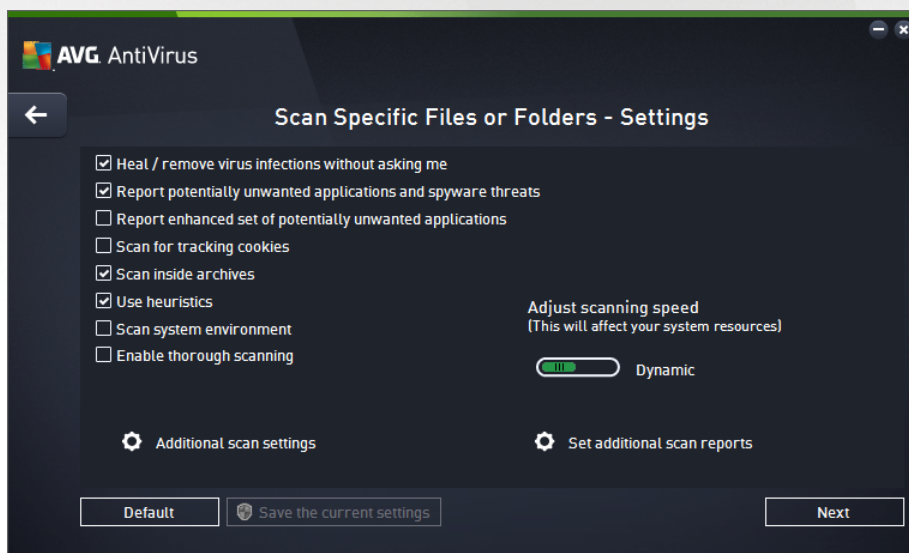 AVG. AntiVirus
Scan Specific Files or Folders - Settings
Heal / remove virus infections without asking me
Report potentially unwanted applications and spyware threats
Report enhanced set of potentially unwanted applications
Scan for tracking cookies
Scan inside archives
Use heuristics
Scan system environment
Enable thorough scanning
Adjust scanning speed
(This will affect your system resources)
Dynamic
Additional scan settings
Set additional scan reports
Default
Save the current settings
Next